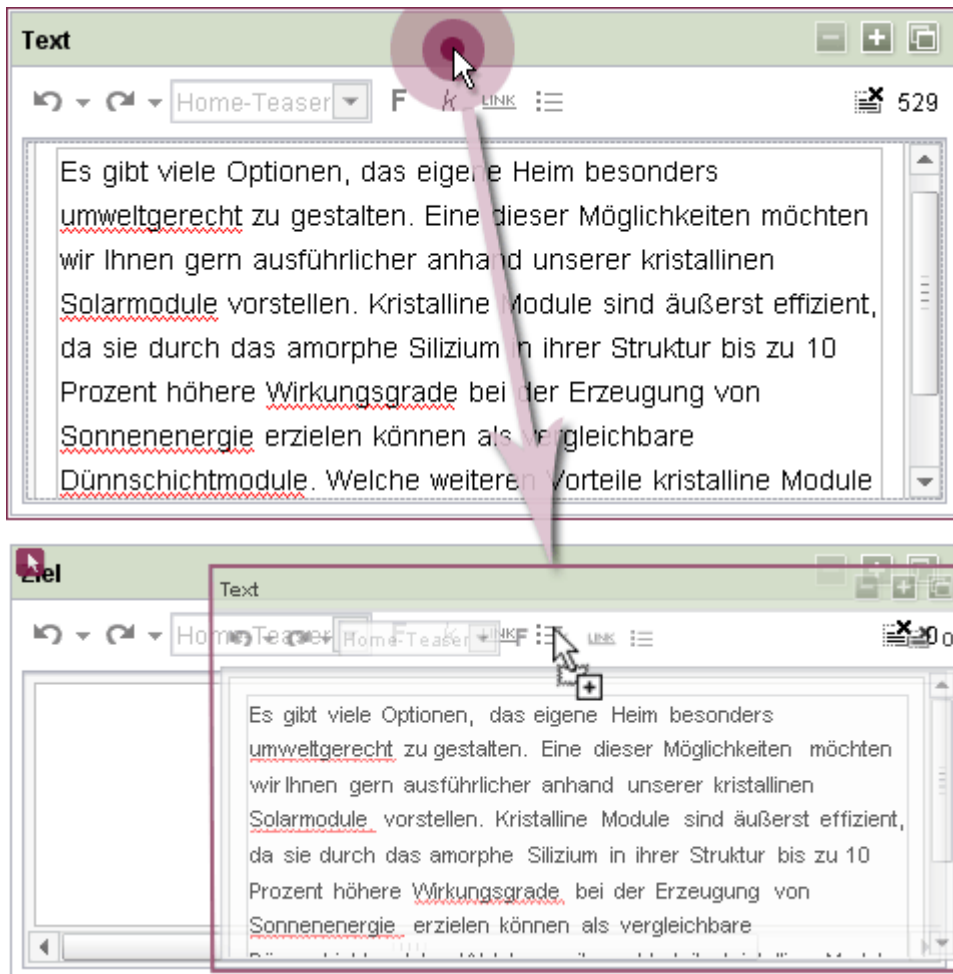 Text
Home-Teaser F k LINK 529
Es gibt viele Optionen, das eigene Heim besonders
umweltgerecht zu gestalten. Eine dieser Möglichkeiten möchten
wir Ihnen gern ausführlicher anhand unserer kristallinen
Solarmodule vorstellen. Kristalline Module sind äußerst effizient,
da sie durch das amorphe Silizium in ihrer Struktur bis zu 10
Prozent höhere Wirkungsgrade bei der Erzeugung von
Sonnenenergie erzielen können als vergleichbare
Dünnschichtmodule. Welche weiteren Vorteile kristalline Module
Ziel
Text
Home-Teaser F LINK 0
Es gibt viele Optionen, das eigene Heim besonders
umweltgerecht zu gestalten. Eine dieser Möglichkeiten möchten
wir Ihnen gern ausführlicher anhand unserer kristallinen
Solarmodule vorstellen. Kristalline Module sind äußerst effizient,
da sie durch das amorphe Silizium in ihrer Struktur bis zu 10
Prozent höhere Wirkungsgrade bei der Erzeugung von
Sonnenenergie erzielen können als vergleichbare